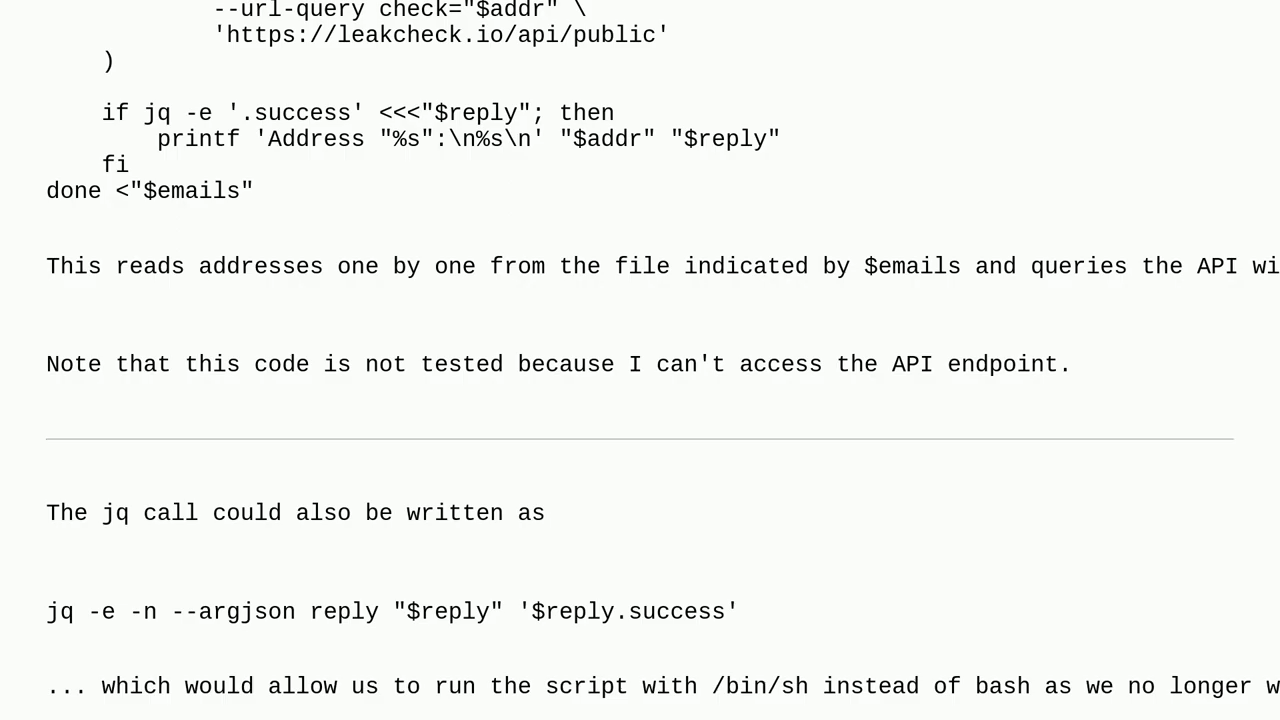 --url-query check="$addr" \
'https://leakcheck.io/api/public'
)
if jq -e '.success' <<<"$reply"; then
printf 'Address "%s":\n%s\n' "$addr" "$reply"
fi
done <"$emails"
This reads addresses one by one from the file indicated by $emails and queries the API wi
Note that this code is not tested because I can't access the API endpoint.
The jq call could also be written as
jq -e -n --argjson reply "$reply" '$reply.success'
... which would allow us to run the script with /bin/sh instead of bash as we no longer w